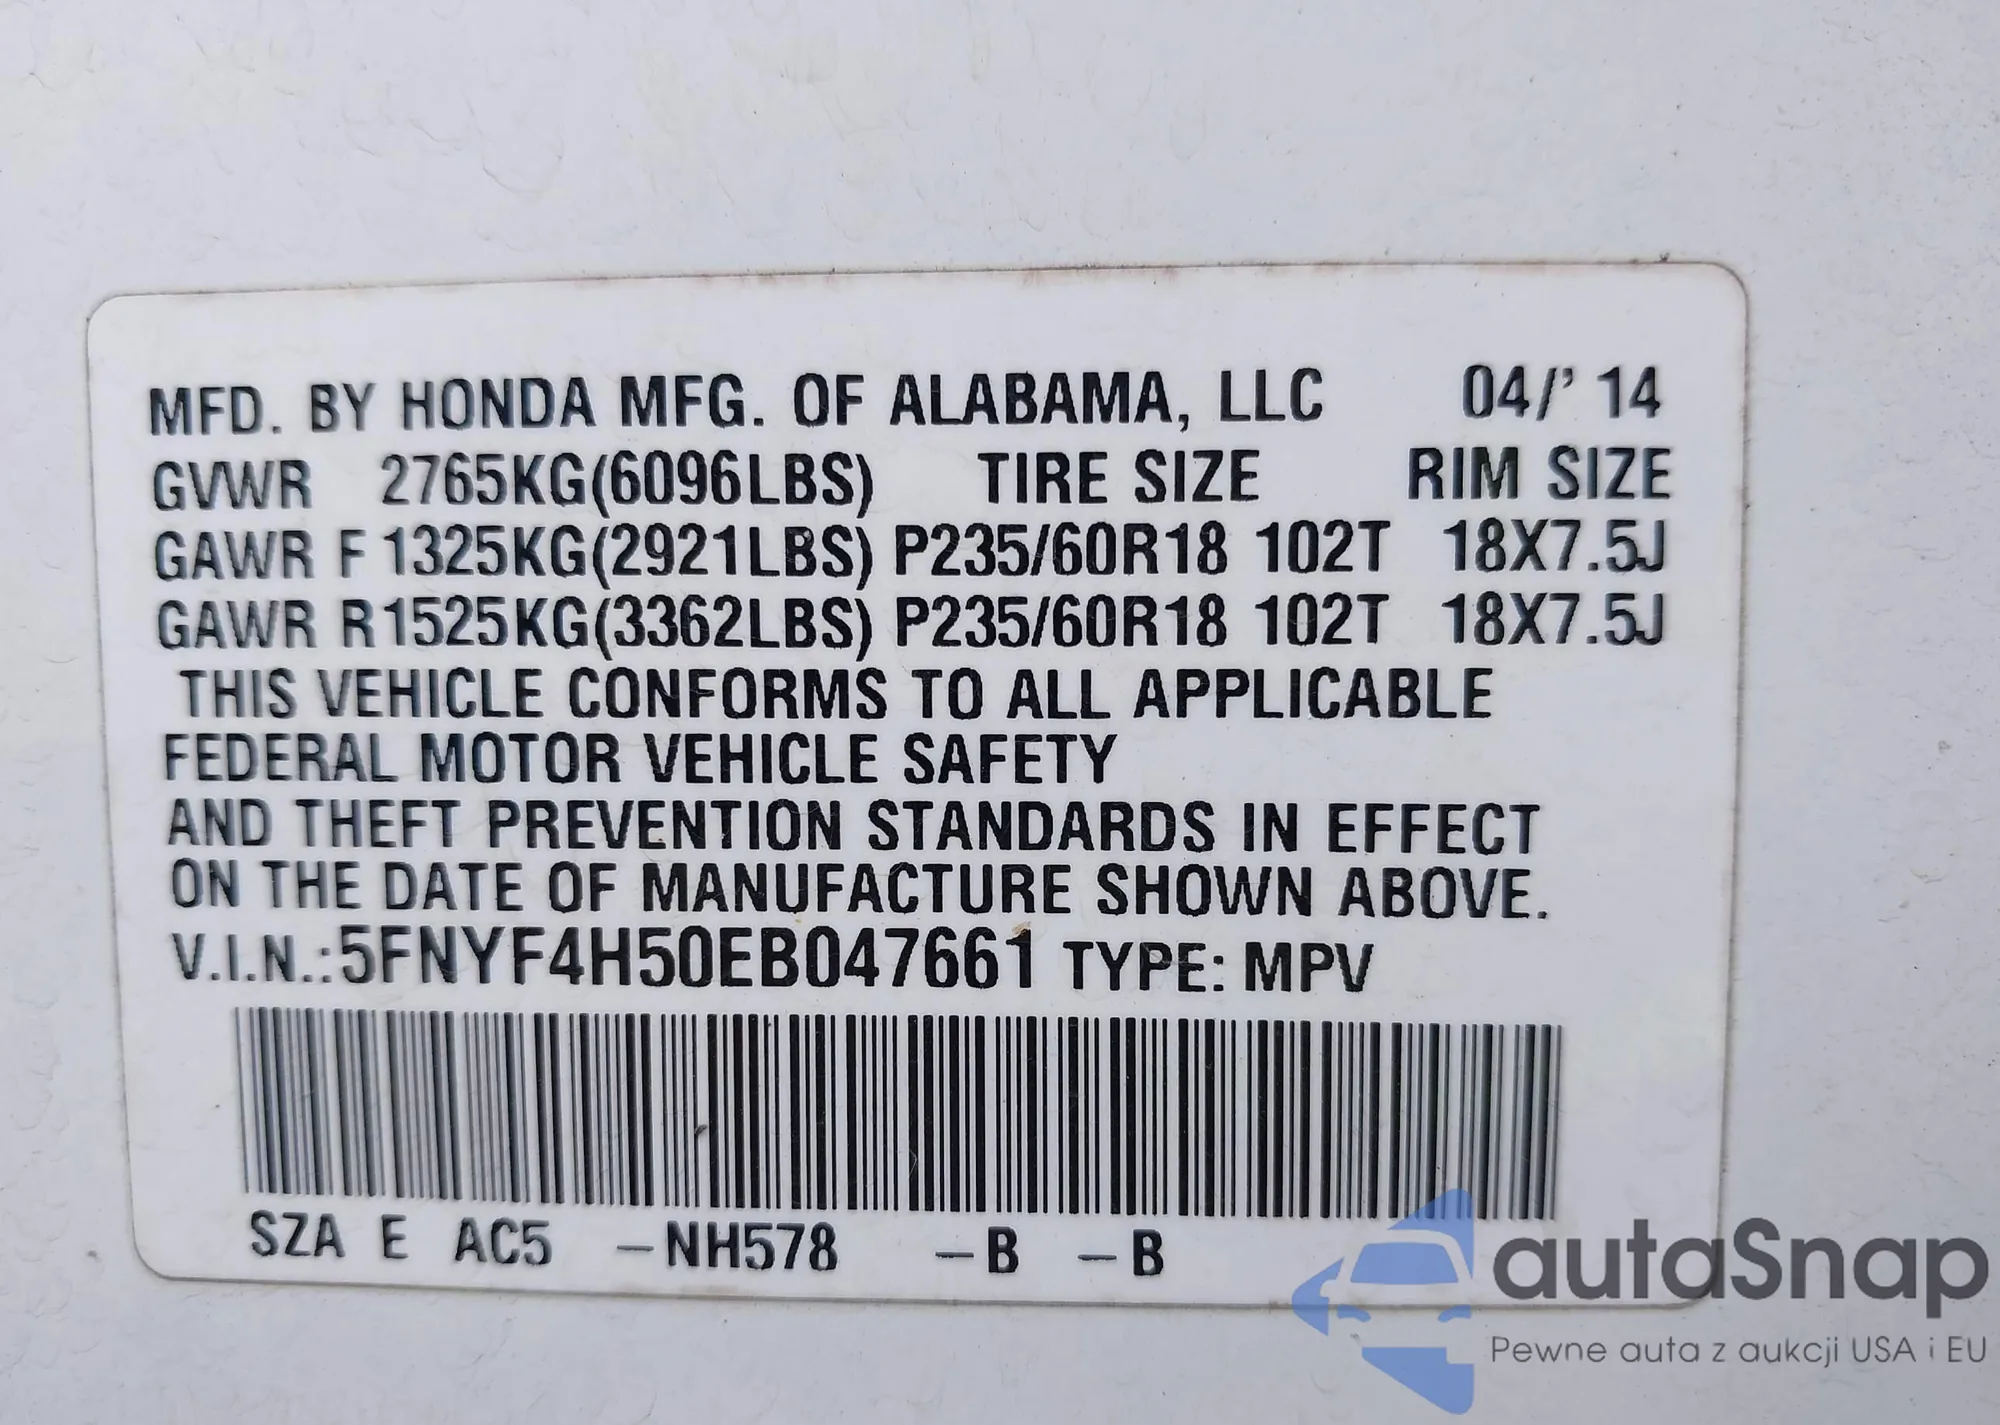 MFD. BY HONDA MFG. OF ALABAMA, LLC 04/' 14
GVWR 2765KG(6096LBS) TIRE SIZE RIM SIZE
GAWR F 1325KG(2921LBS) P235/60R18 102T 18X7.5J
GAWR R 1525KG(3362LBS) P235/60R18 102T 18X7.5J
THIS VEHICLE CONFORMS TO ALL APPLICABLE
FEDERAL MOTOR VEHICLE SAFETY
AND THEFT PREVENTION STANDARDS IN EFFECT
ON THE DATE OF MANUFACTURE SHOWN ABOVE.
V.I.N.:5FNYF4H50EB047661 TYPE: MPV
SZA E AC5 –NH578 –B –B
autaSnap
Pewne auta z aukcji USA i EU